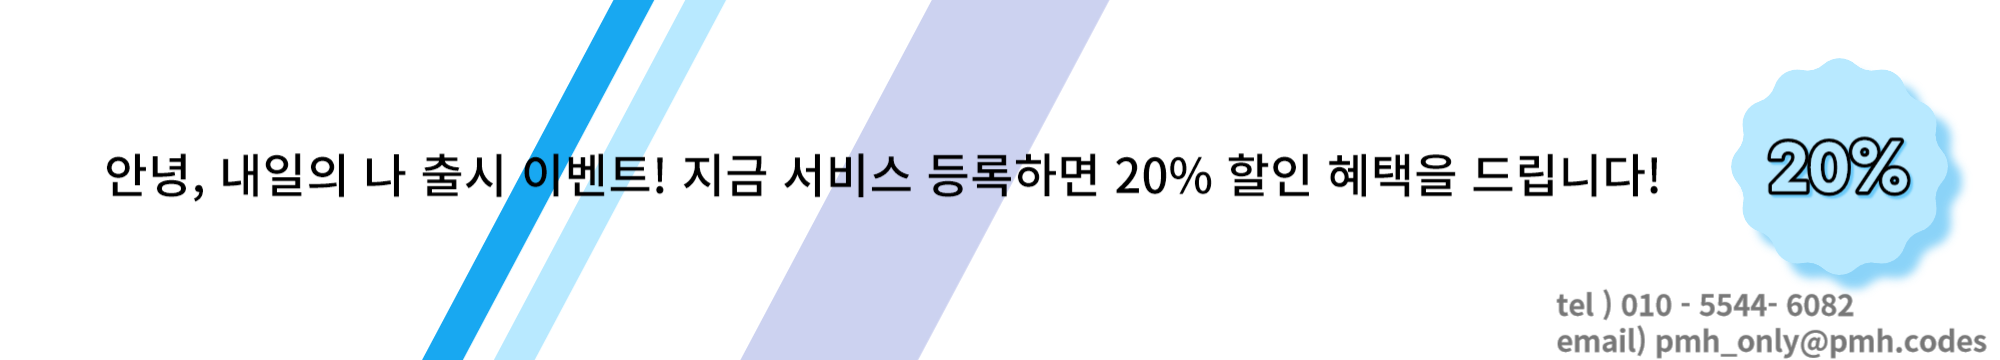 안녕, 내일의 나 출시 이벤트! 지금 서비스 등록하면 20% 할인 혜택을 드립니다!
20%
tel ) 010 - 5544- 6082
email) pmh_only@pmh.codes